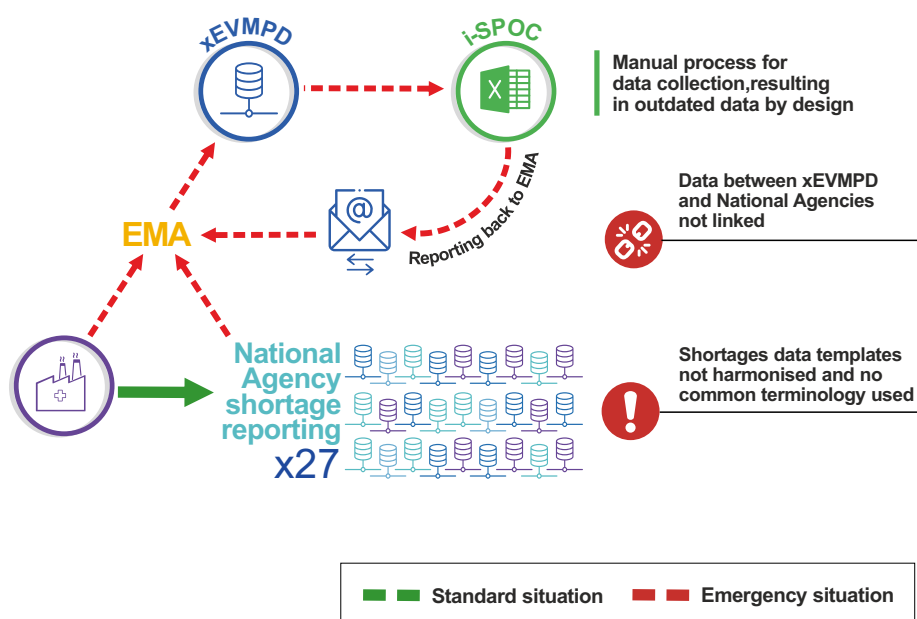 xEVMPD
i-SPOC
Manual process for
data collection,resulting
in outdated data by design
@
X
Reporting back to EMA
EMA
Data between xEVMPD
and National Agencies
not linked
National
Agency
shortage
reporting
x27
Shortages data templates
not harmonised and no
common terminology used
Standard situation
Emergency situation